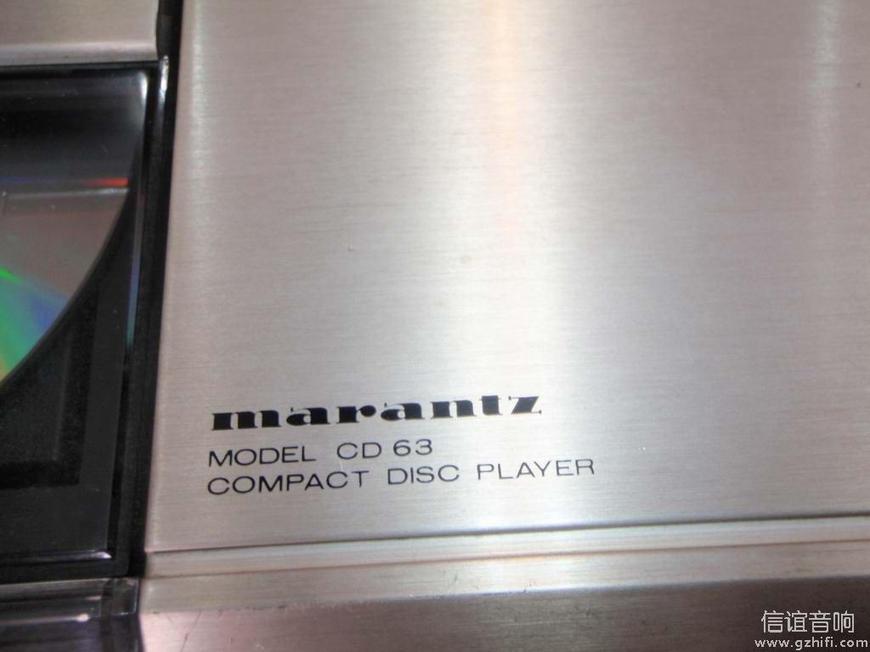 marantz
MODEL CD 63
COMPACT DISC PLAYER
信谊音响
www.gzhifi.com